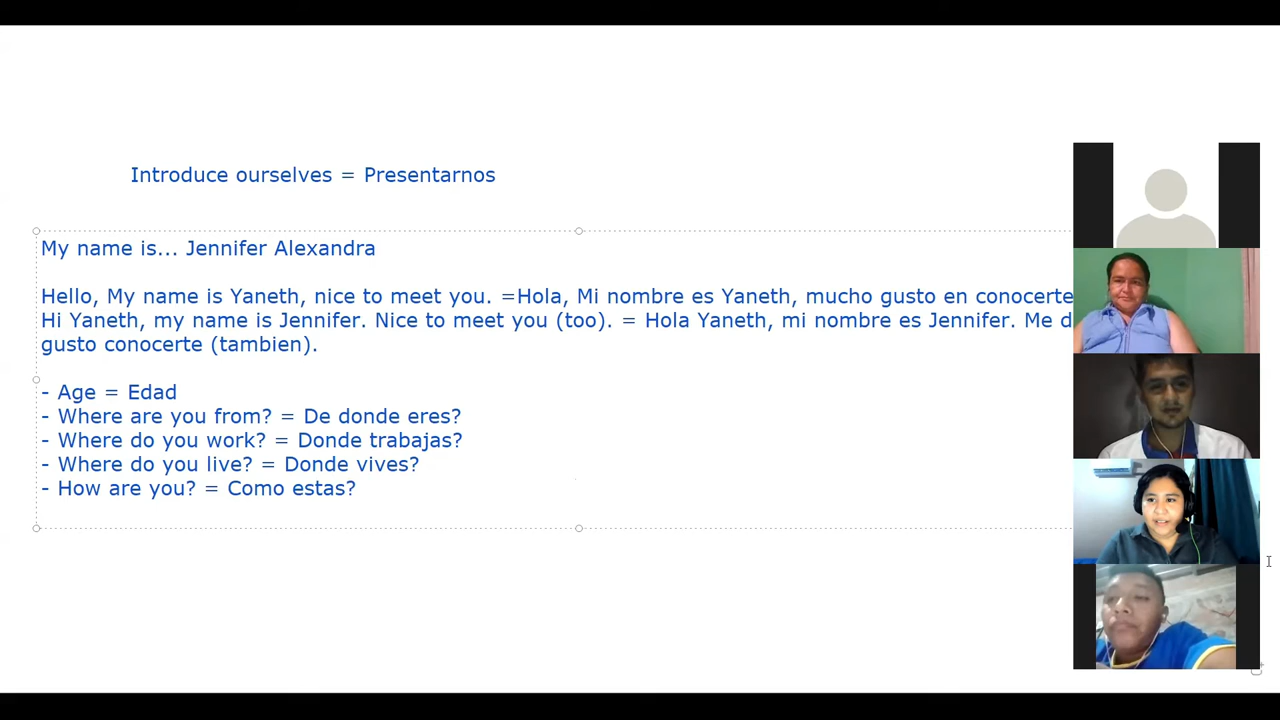 Introduce ourselves = Presentarnos
My name is... Jennifer Alexandra
Hello, My name is Yaneth, nice to meet you. =Hola, Mi nombre es Yaneth, mucho gusto en conocerte
Hi Yaneth, my name is Jennifer. Nice to meet you (too). = Hola Yaneth, mi nombre es Jennifer. Me
gusto conocerte (tambien).
- Age = Edad
- Where are you from? = De donde eres?
- Where do you work? = Donde trabajas?
- Where do you live? = Donde vives?
- How are you? = Como estas?